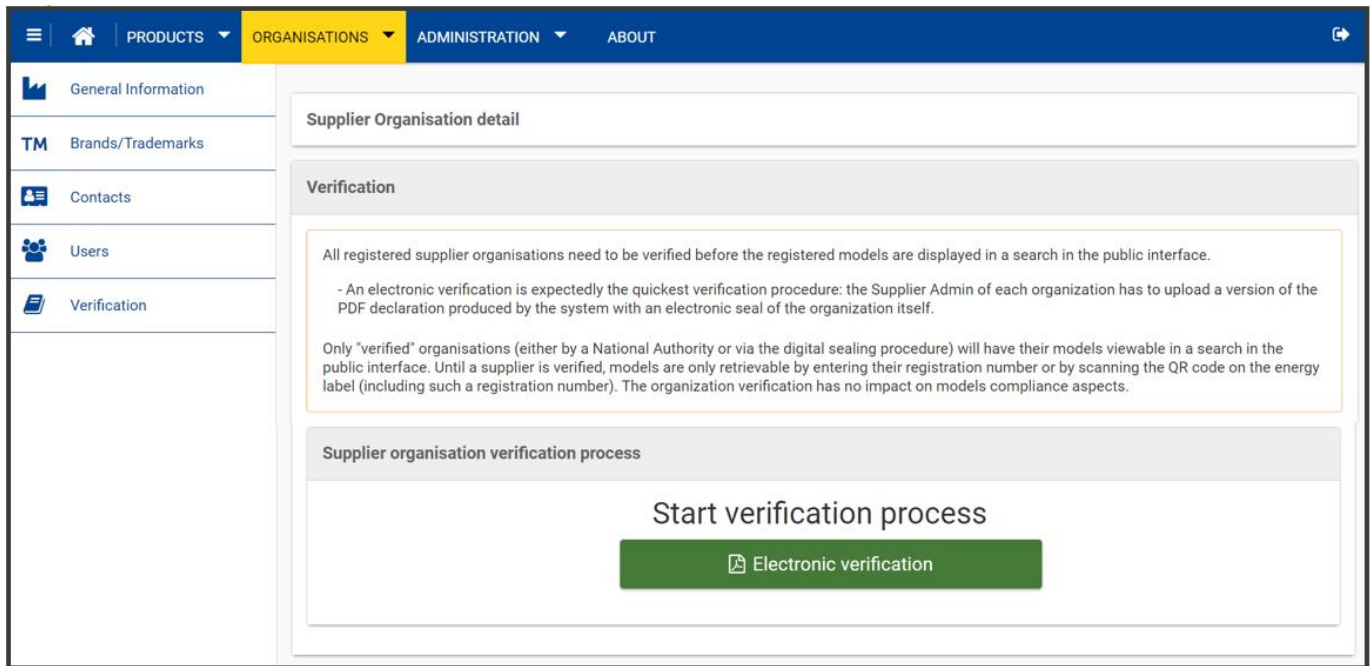 PRODUCTS
ORGANISATIONS
ADMINISTRATION
ABOUT
General Information
TM Brands/Trademarks
Contacts
Users
Verification
Supplier Organisation detail
Verification
All registered supplier organisations need to be verified before the registered models are displayed in a search in the public interface.
- An electronic verification is expectedly the quickest verification procedure: the Supplier Admin of each organization has to upload a version of the
PDF declaration produced by the system with an electronic seal of the organization itself.
Only "verified" organisations (either by a National Authority or via the digital sealing procedure) will have their models viewable in a search in the
public interface. Until a supplier is verified, models are only retrievable by entering their registration number or by scanning the QR code on the energy
label (including such a registration number). The organization verification has no impact on models compliance aspects.
Supplier organisation verification process
Start verification process
Electronic verification